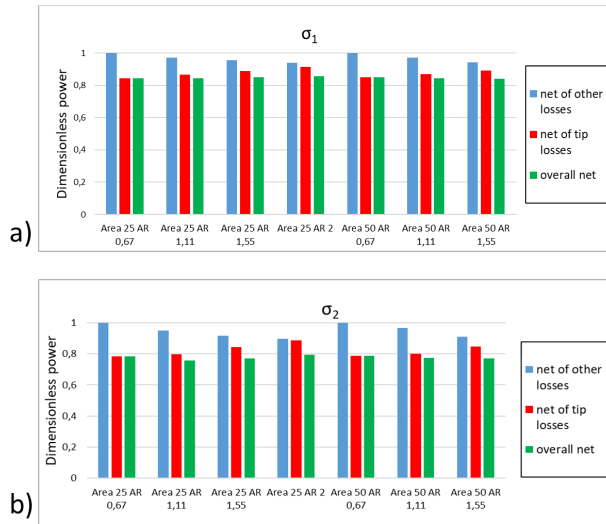 a)
σ1
Dimensionless power
1
0,8
0,6
0,4
0,2
0
Area 25 AR
0,67
Area 25 AR
1,11
Area 25 AR
1,55
Area 25 AR 2
Area 50 AR
0,67
Area 50 AR
1,11
Area 50 AR
1,55
net of other
losses
net of tip
losses
overall net
b)
σ2
Dimensionless power
1
0,8
0,6
0,4
0,2
0
Area 25 AR
0,67
Area 25 AR
1,11
Area 25 AR
1,55
Area 25 AR 2
Area 50 AR
0,67
Area 50 AR
1,11
Area 50 AR
1,55
net of other
losses
net of tip
losses
overall net